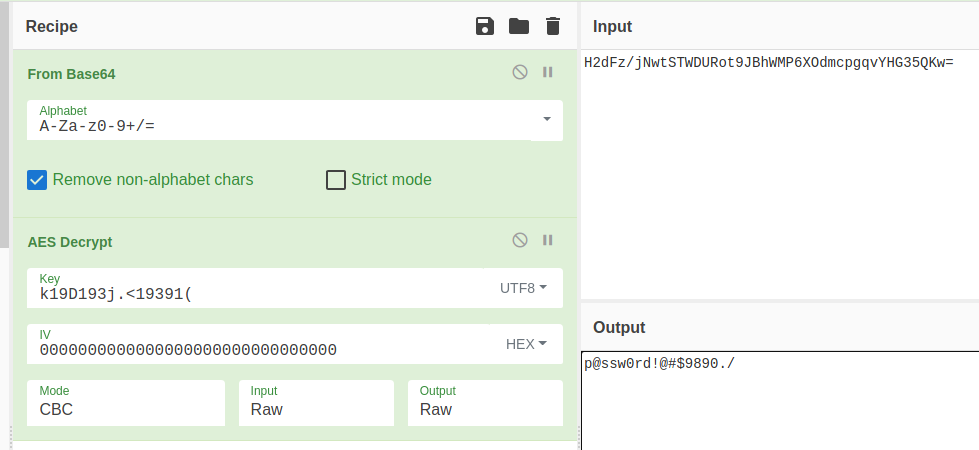 Recipe
From Base64
Alphabet
A-Za-z0-9+/=
Remove non-alphabet chars
Strict mode
AES Decrypt
Key
k19D193j.<19391(
UTF8
IV
00000000000000000000000000000000
HEX
Mode
CBC
Input
Raw
Output
Raw
Input
H2dFz/jNwtSTWDURot9JBhWMP6XOdmcpgqvYHG35QKw=
Output
p@ssw0rd!@#$9890./